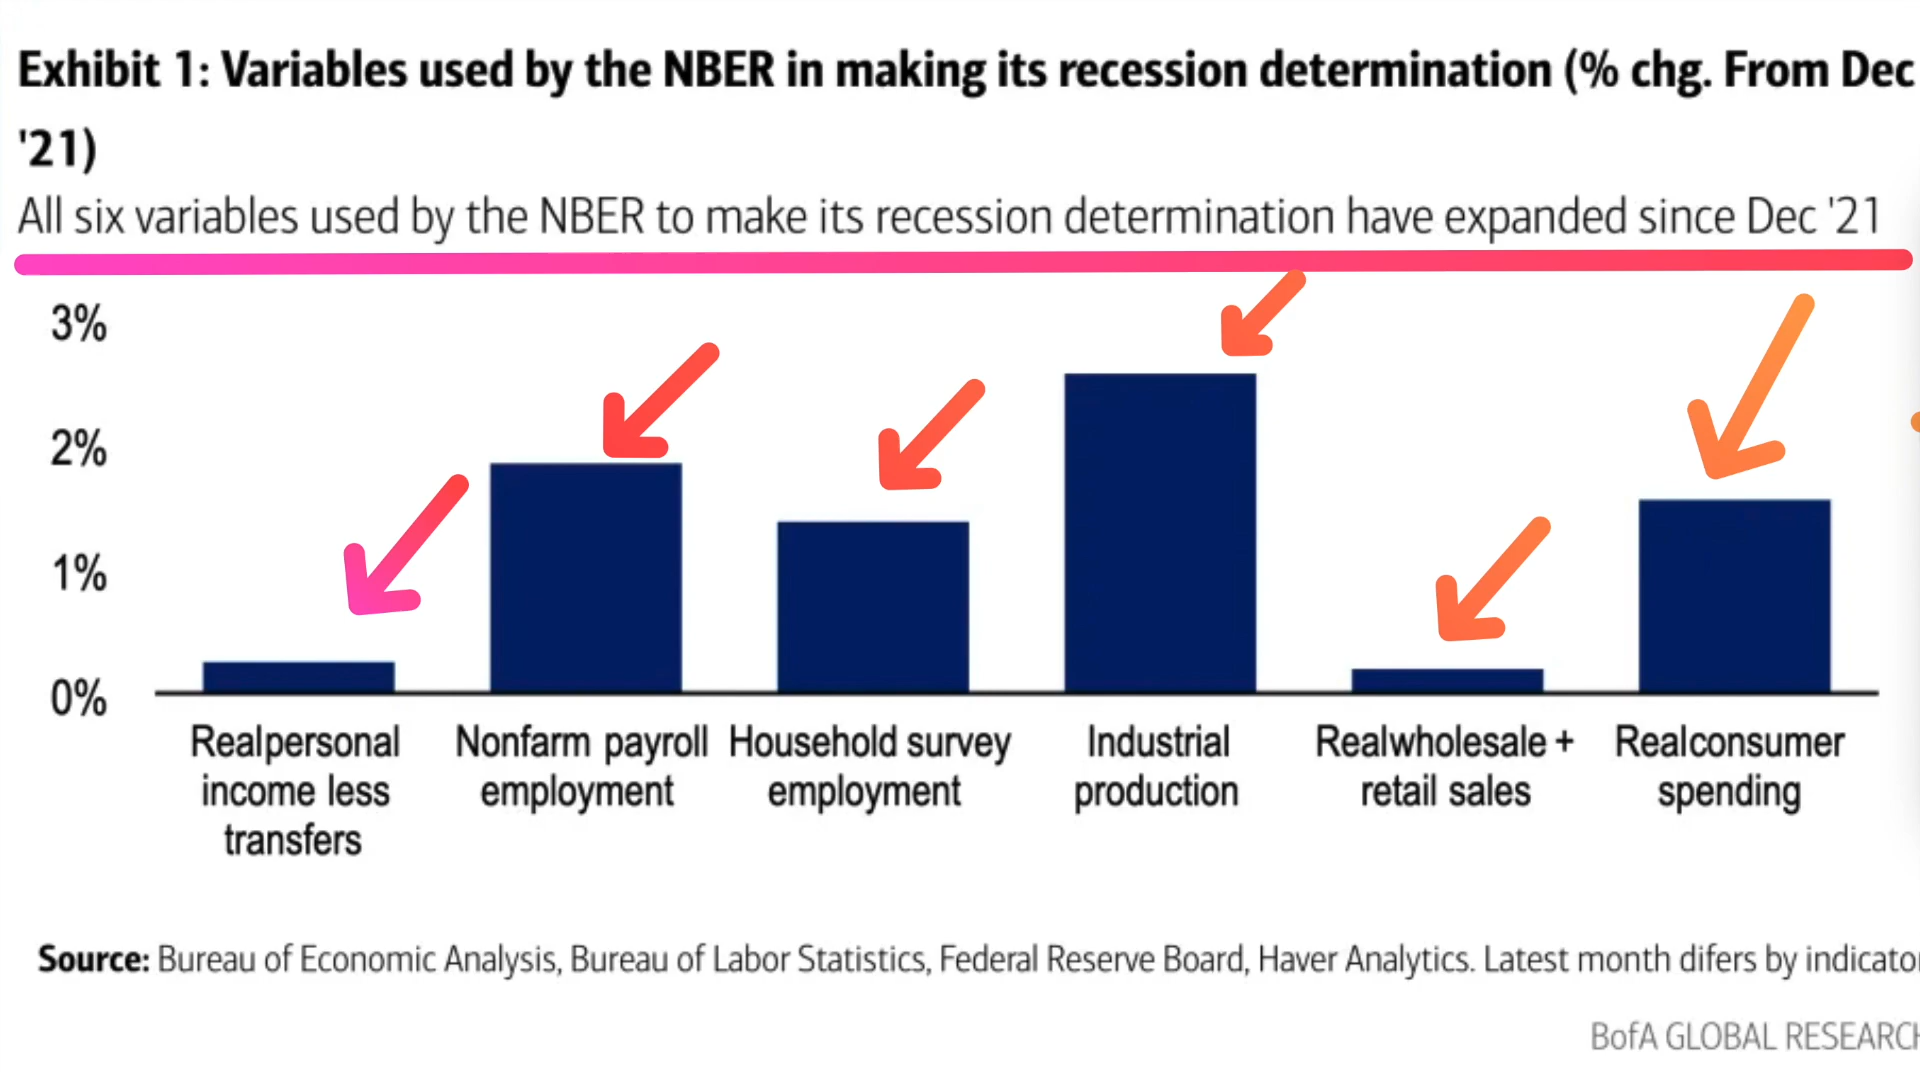 Exhibit 1: Variables used by the NBER in making its recession determination (% chg. From Dec
'21)
All six variables used by the NBER to make its recession determination have expanded since Dec '21
3%
2%
1%
0%
Realpersonal
income less
transfers
Nonfarm payroll
employment
Household survey
employment
Industrial
production
Realwholesale +
retail sales
Realconsumer
spending
Source: Bureau of Economic Analysis, Bureau of Labor Statistics, Federal Reserve Board, Haver Analytics. Latest month difers by indicator
BofA GLOBAL RESEARCH